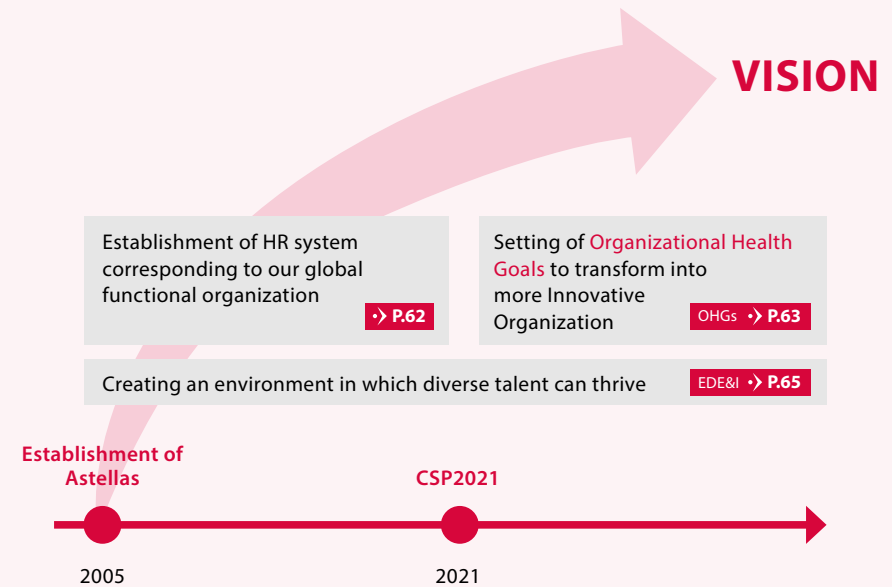 VISION
Establishment of HR system
corresponding to our global
functional organization
P.62
Setting of Organizational Health
Goals to transform into
more Innovative
Organization
OHGs P.63
Creating an environment in which diverse talent can thrive
EDE&I P.65
Establishment of
Astellas
CSP2021
2005
2021